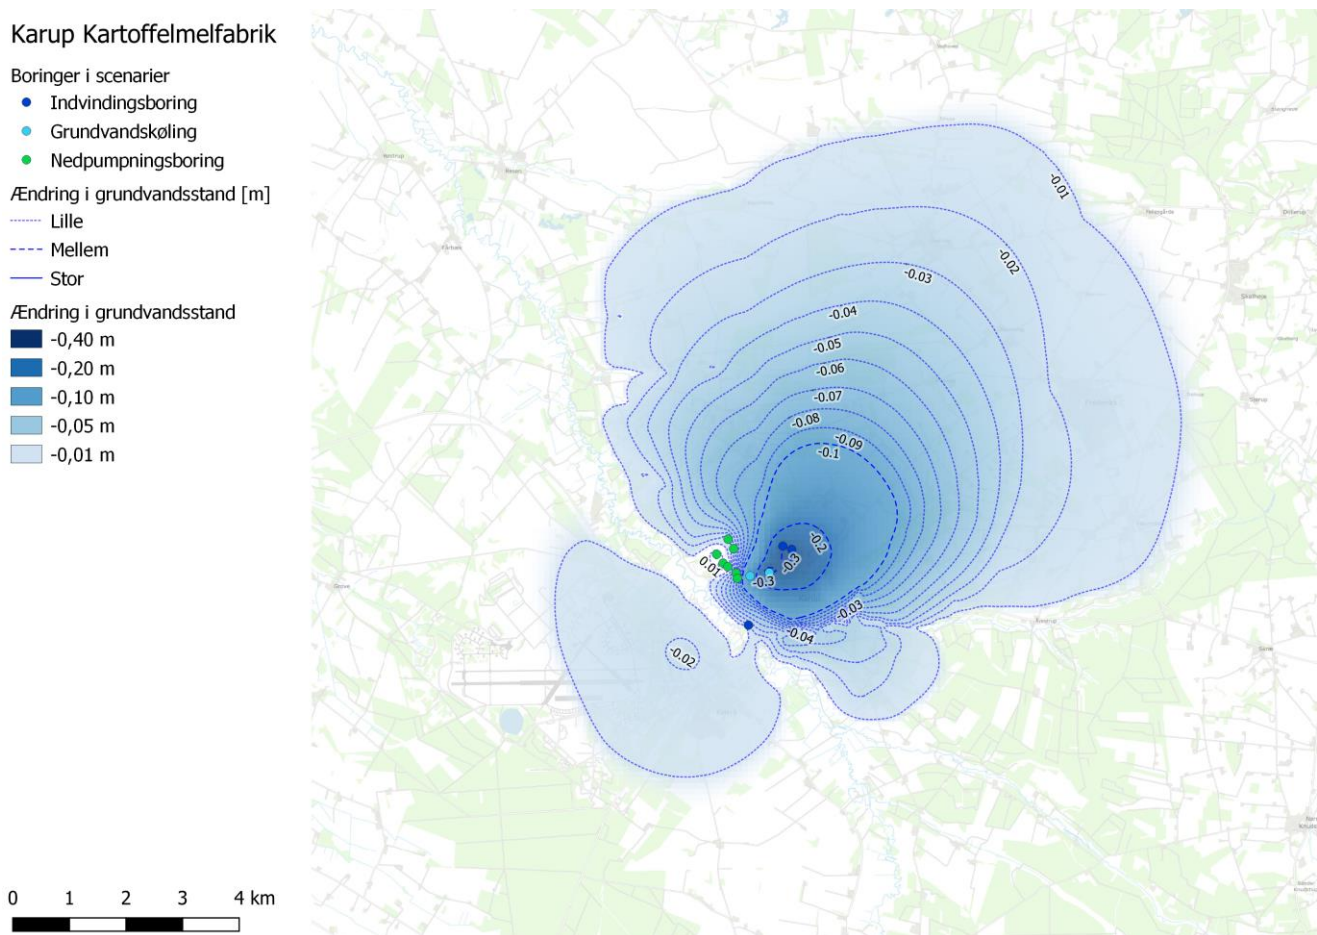 Karup Kartoffelmelfabrik
Boringer i scenarier
Indvindingsboring
Grundvandskøling
Nedpumpningsboring
Ændring i grundvandsstand [m]
Lille
Mellem
Stor
Ændring i grundvandsstand
-0,40 m
-0,20 m
-0,10 m
-0,05 m
-0,01 m
0 1 2 3 4 km
-0.01
-0.02
-0.03
-0.04
-0.05
-0.06
-0.07
-0.08
-0.09
-0.1
-0.2
-0.3
-0.3
0.01
-0.03
-0.04
-0.02
Grove